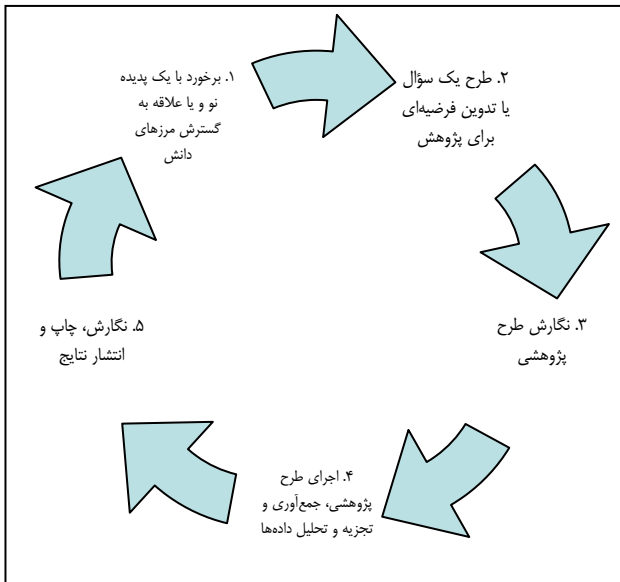 ۱. برخورد با یک پدیده
نو و یا علاقه به
گسترش مرزهای
دانش
۲. طرح یک سؤال
یا تدوین فرضیه‌ای
برای پژوهش
۳. نگارش طرح
پژوهشی
۴. اجرای طرح
پژوهشی، جمع‌آوری و
تجزیه و تحلیل داده‌ها
۵. نگارش، چاپ و
انتشار نتایج